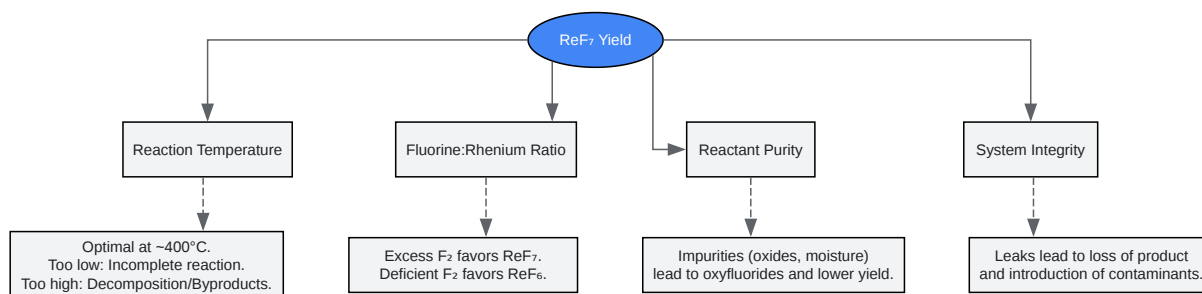 ReF₇ Yield
Reaction Temperature
Fluorine:Rhenium Ratio
Reactant Purity
System Integrity
Optimal at ~400°C.
Too low: Incomplete reaction.
Too high: Decomposition/Byproducts.
Excess F₂ favors ReF₇.
Deficient F₂ favors ReF₆.
Impurities (oxides, moisture)
lead to oxyfluorides and lower yield.
Leaks lead to loss of product
and introduction of contaminants.